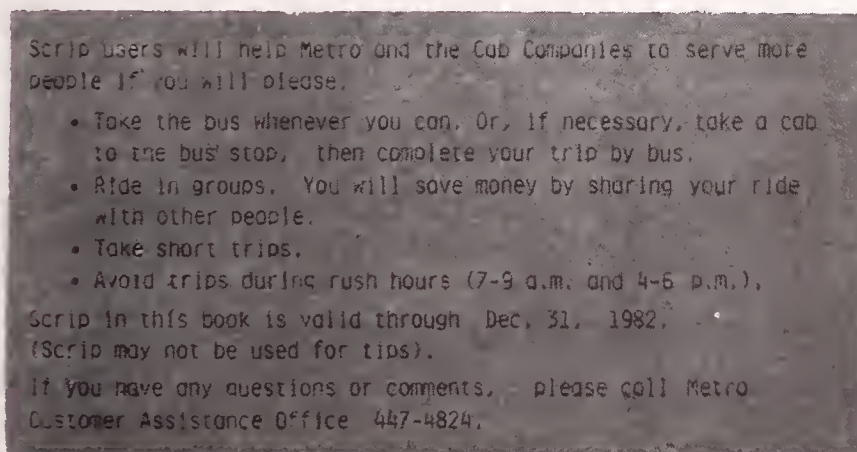 Scrip users will help Metro and the Cab Companies to serve more
people if you will please.
• Take the bus whenever you can. Or, if necessary, take a cab
to the bus stop, then complete your trip by bus.
• Ride in groups. You will save money by sharing your ride
with other people.
• Take short trips.
• Avoid trips during rush hours (7-9 a.m. and 4-6 p.m.).
Scrip in this book is valid through Dec. 31, 1982.
(Scrip may not be used for tips).
If you have any questions or comments, please call Metro
Customer Assistance Office 447-4824.